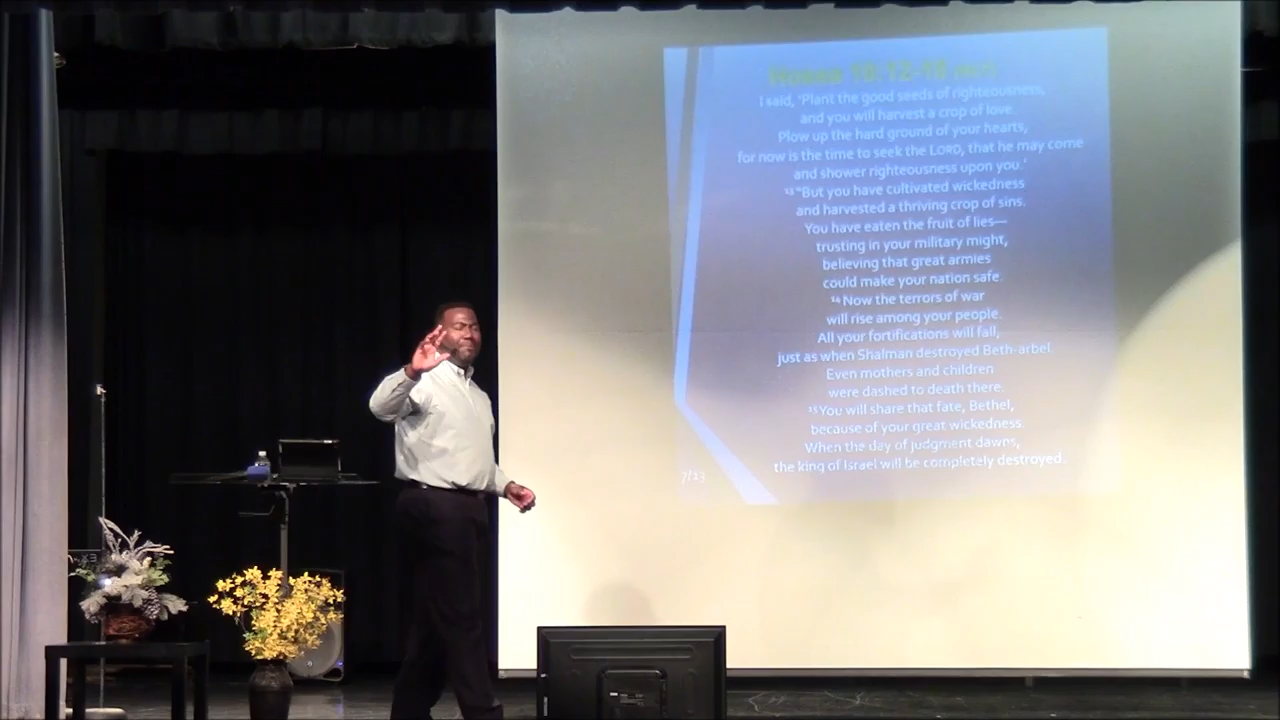 Hosea 10:12-15 (NLT)
I said, 'Plant the good seeds of righteousness,
and you will harvest a crop of love.
Plow up the hard ground of your hearts,
for now is the time to seek the LORD, that he may come
and shower righteousness upon you.'
¹³ "But you have cultivated wickedness
and harvested a thriving crop of sins.
You have eaten the fruit of lies—
trusting in your military might,
believing that great armies
could make your nation safe.
¹⁴ Now the terrors of war
will rise among your people.
All your fortifications will fall,
just as when Shalman destroyed Beth-arbel.
Even mothers and children
were dashed to death there.
¹⁵ You will share that fate, Bethel,
because of your great wickedness.
When the day of judgment dawns,
the king of Israel will be completely destroyed.
7/13